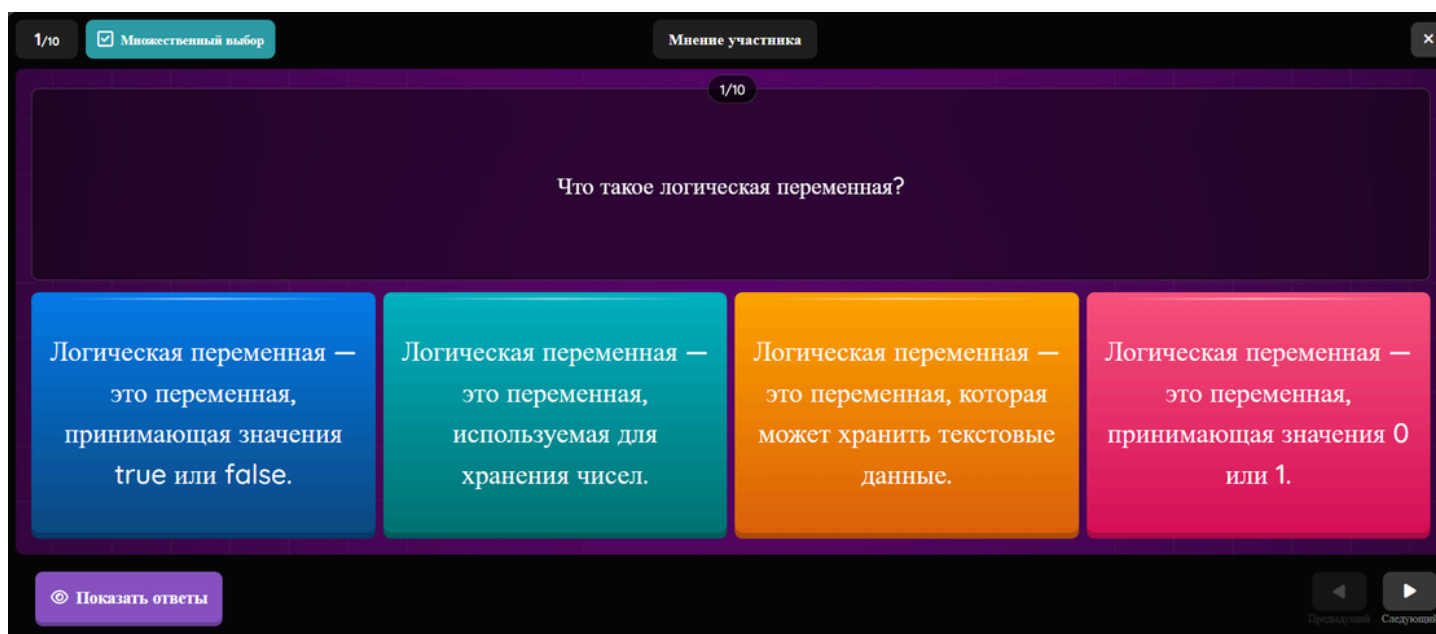 1/10
Множественный выбор
Мнение участника
×
1/10
Что такое логическая переменная?
Логическая переменная —
это переменная,
принимающая значения
true или false.
Логическая переменная —
это переменная,
используемая для
хранения чисел.
Логическая переменная —
это переменная, которая
может хранить текстовые
данные.
Логическая переменная —
это переменная,
принимающая значения 0
или 1.
Показать ответы
Предыдущий
Следующий